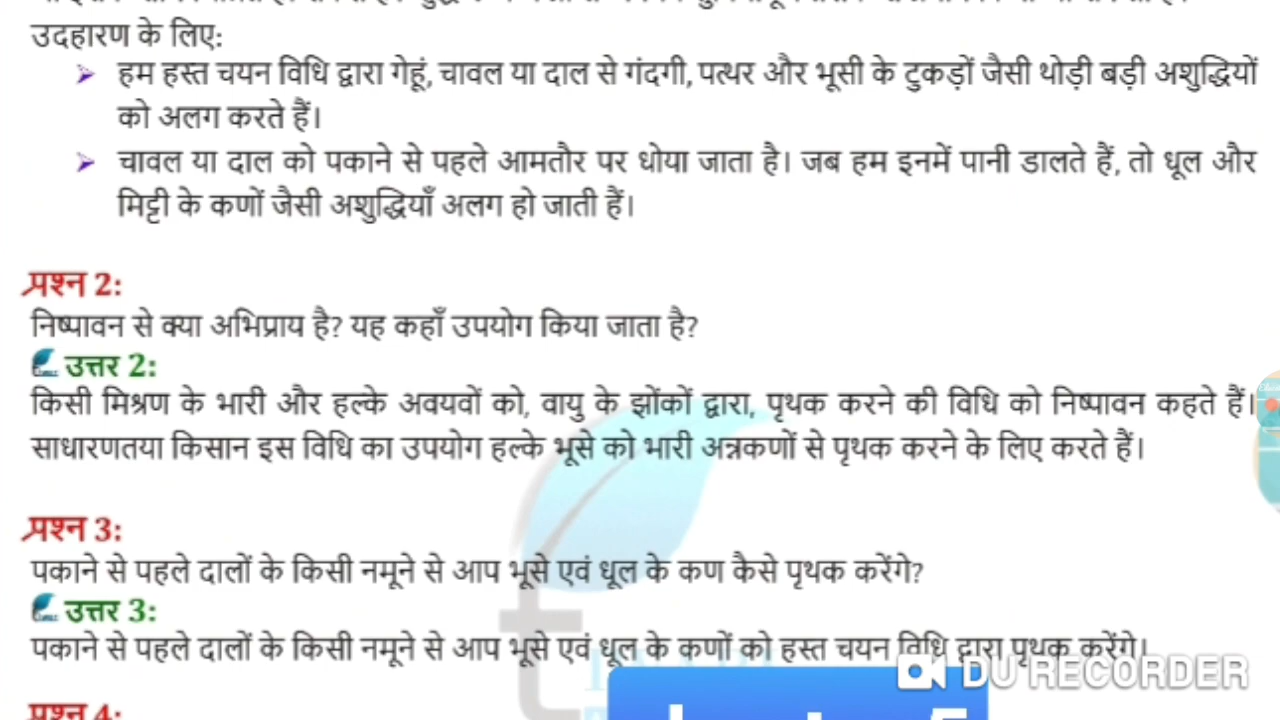 उदहारण के लिए:
➢ हम हस्त चयन विधि द्वारा गेहूं, चावल या दाल से गंदगी, पत्थर और भूसी के टुकड़ों जैसी थोड़ी बड़ी अशुद्धियों
को अलग करते हैं।
➢ चावल या दाल को पकाने से पहले आमतौर पर धोया जाता है। जब हम इनमें पानी डालते हैं, तो धूल और
मिट्टी के कणों जैसी अशुद्धियाँ अलग हो जाती हैं।
प्रश्न 2:
निष्पावन से क्या अभिप्राय है? यह कहाँ उपयोग किया जाता है?
उत्तर 2:
किसी मिश्रण के भारी और हल्के अवयवों को, वायु के झोंकों द्वारा, पृथक करने की विधि को निष्पावन कहते हैं।
साधारणतया किसान इस विधि का उपयोग हल्के भूसे को भारी अन्नकणों से पृथक करने के लिए करते हैं।
प्रश्न 3:
पकाने से पहले दालों के किसी नमूने से आप भूसे एवं धूल के कण कैसे पृथक करेंगे?
उत्तर 3:
पकाने से पहले दालों के किसी नमूने से आप भूसे एवं धूल के कणों को हस्त चयन विधि द्वारा पृथक करेंगे।
DU RECORDER
प्रश्न 4: